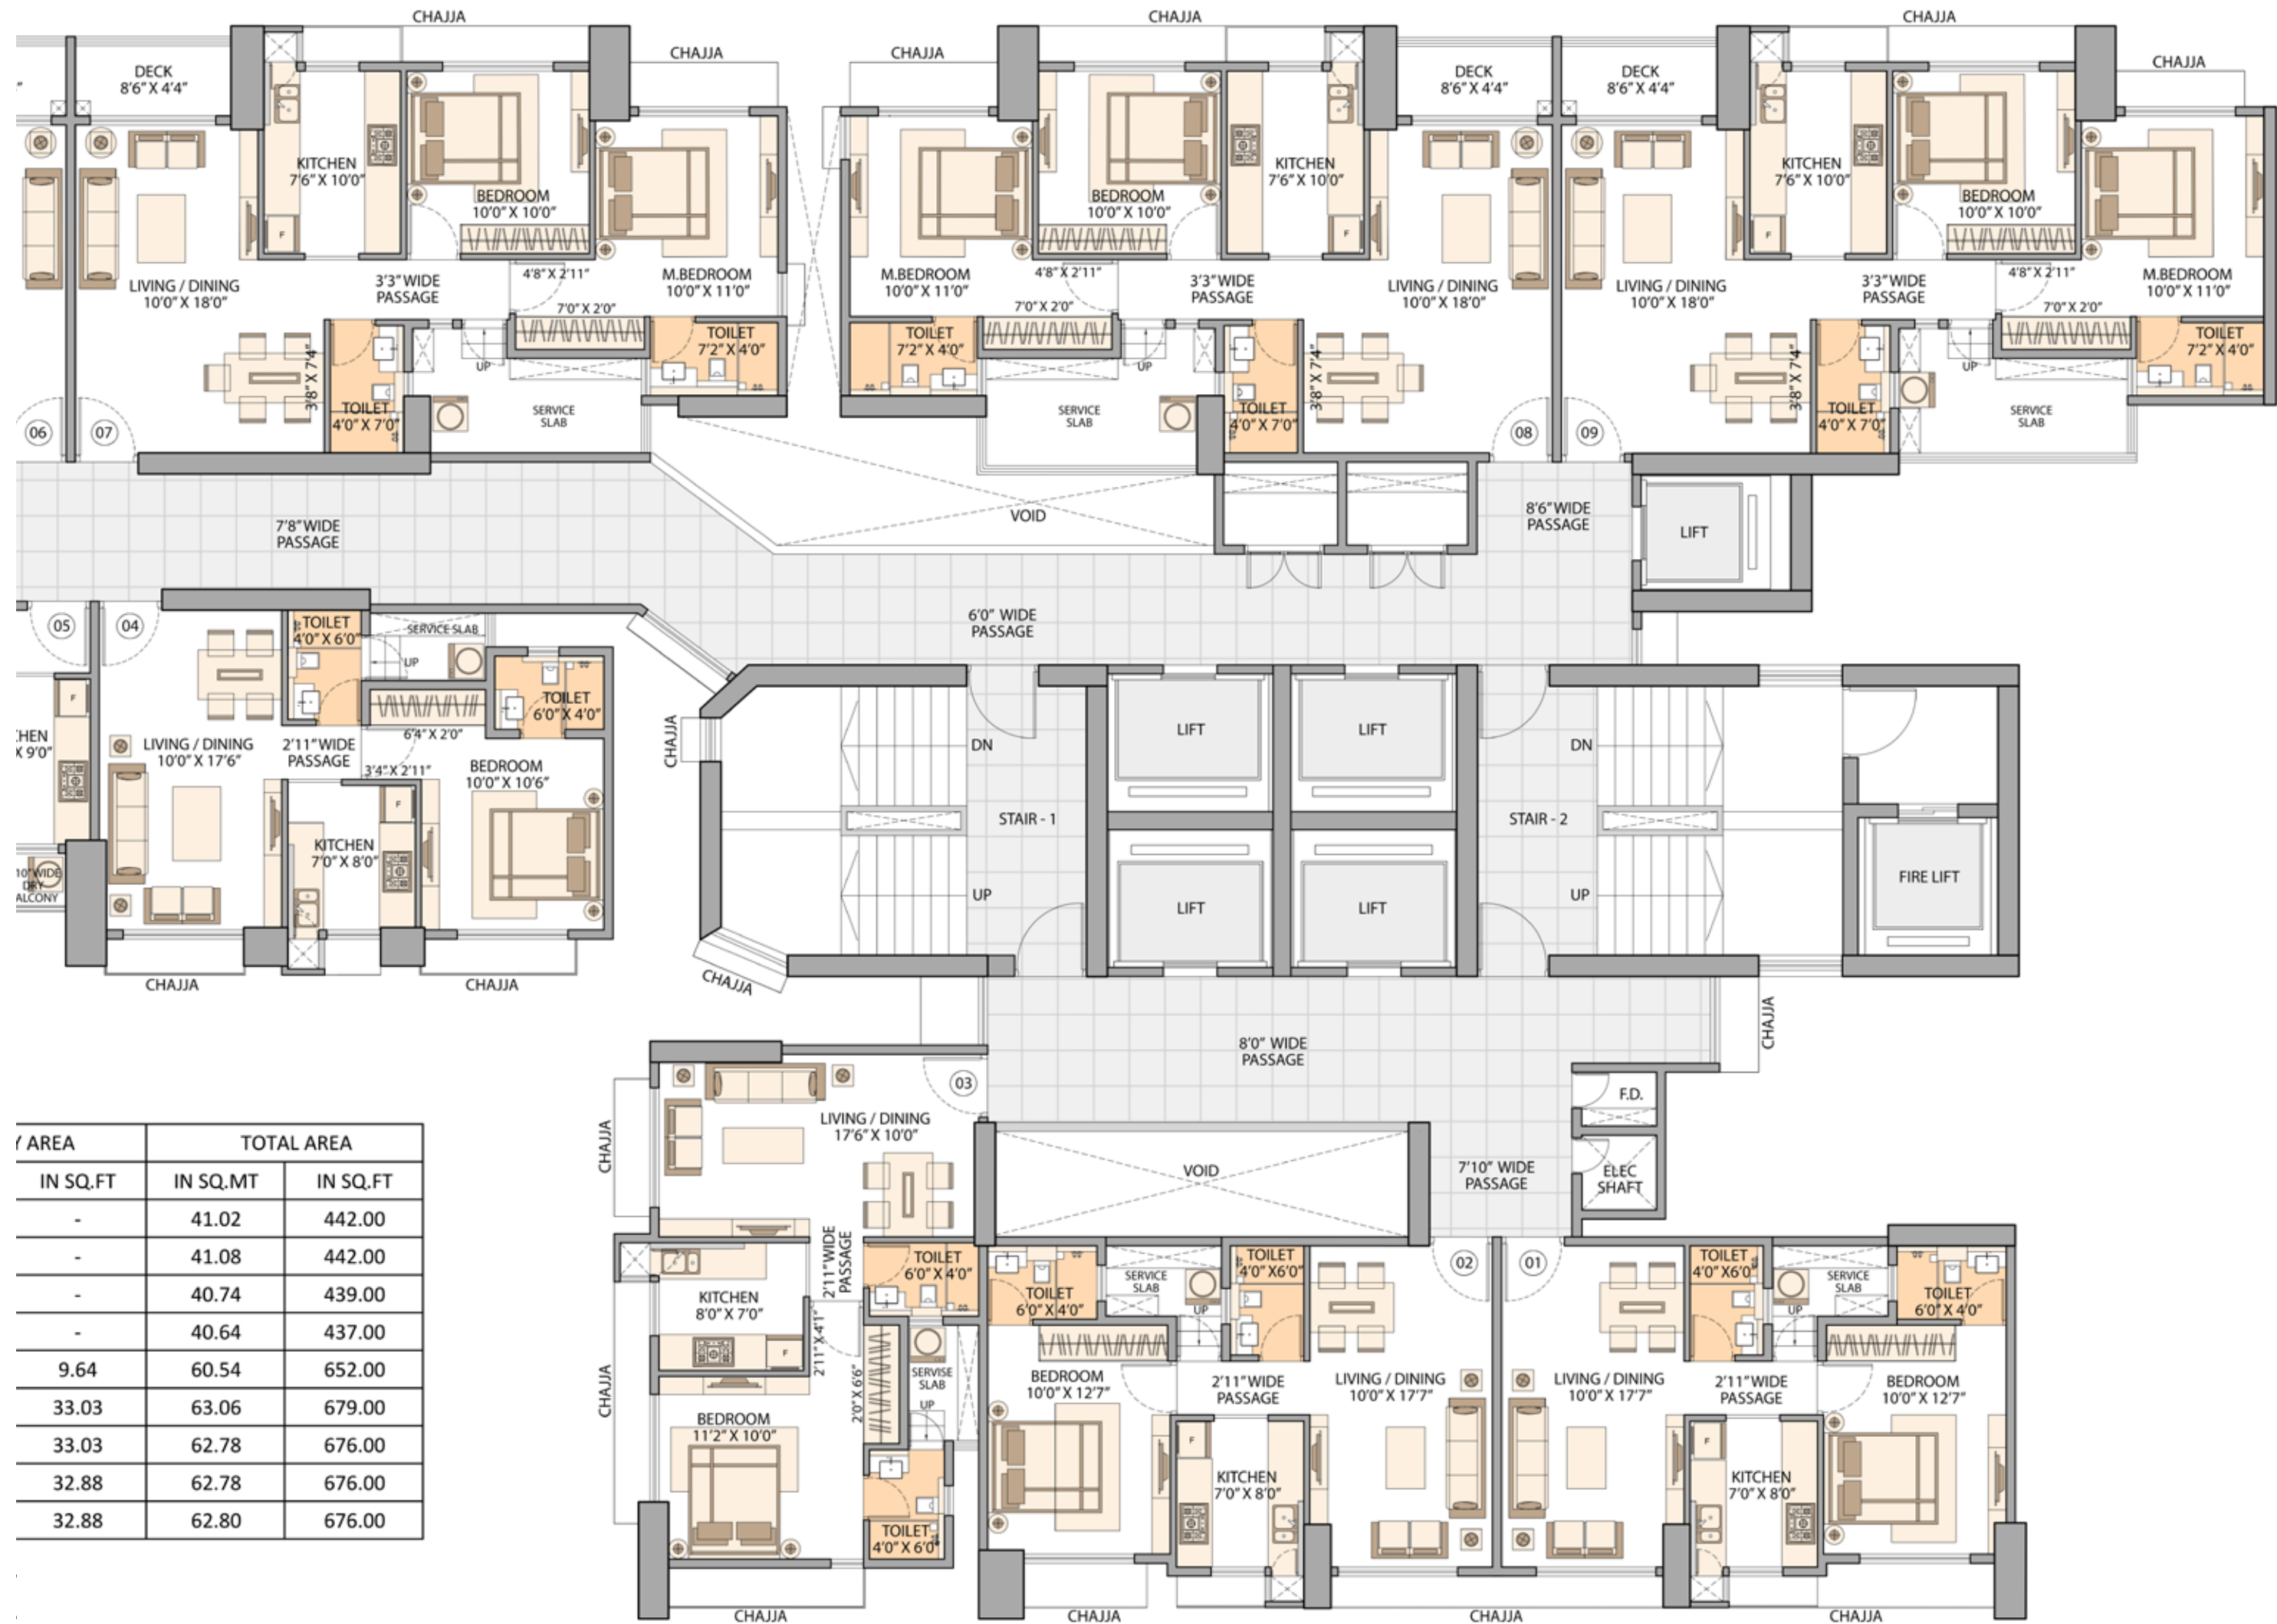 CHAJJA
CHAJJA
CHAJJA
DECK
8'6" X 4'4"
KITCHEN
7'6" X 10'0"
F
BEDROOM
10'0" X 10'0"
CHAJJA
M.BEDROOM
10'0" X 11'0"
LIVING / DINING
10'0" X 18'0"
3'3" WIDE
PASSAGE
4'8" X 2'11"
7'0" X 2'0"
TOILET
7'2" X 4'0"
3'8" X 7'4"
TOILET
4'0" X 7'0"
UP
SERVICE
SLAB
06
07
CHAJJA
M.BEDROOM
10'0" X 11'0"
BEDROOM
10'0" X 10'0"
KITCHEN
7'6" X 10'0"
F
DECK
8'6" X 4'4"
4'8" X 2'11"
7'0" X 2'0"
3'3" WIDE
PASSAGE
LIVING / DINING
10'0" X 18'0"
TOILET
7'2" X 4'0"
UP
SERVICE
SLAB
TOILET
4'0" X 7'0"
3'8" X 7'4"
08
DECK
8'6" X 4'4"
KITCHEN
7'6" X 10'0"
F
BEDROOM
10'0" X 10'0"
CHAJJA
M.BEDROOM
10'0" X 11'0"
LIVING / DINING
10'0" X 18'0"
3'3" WIDE
PASSAGE
4'8" X 2'11"
7'0" X 2'0"
TOILET
7'2" X 4'0"
3'8" X 7'4"
TOILET
4'0" X 7'0"
UP
SERVICE
SLAB
09
7'8" WIDE
PASSAGE
VOID
8'6" WIDE
PASSAGE
LIFT
6'0" WIDE
PASSAGE
05
04
F
HEN
X 9'0"
10" WIDE
DRY
ALCONY
TOILET
4'0" X 6'0"
SERVICE SLAB
UP
TOILET
6'0" X 4'0"
LIVING / DINING
10'0" X 17'6"
2'11" WIDE
PASSAGE
6'4" X 2'0"
3'4" X 2'11"
BEDROOM
10'0" X 10'6"
F
KITCHEN
7'0" X 8'0"
CHAJJA
CHAJJA
CHAJJA
CHAJJA
DN
STAIR - 1
UP
LIFT
LIFT
LIFT
LIFT
DN
STAIR - 2
UP
FIRE LIFT
8'0" WIDE
PASSAGE
CHAJJA
F.D.
ELEC
SHAFT
7'10" WIDE
PASSAGE
VOID
03
LIVING / DINING
17'6" X 10'0"
CHAJJA
2'11" WIDE
PASSAGE
TOILET
6'0" X 4'0"
KITCHEN
8'0" X 7'0"
F
2'11" X 4'1"
2'0" X 6'6"
SERVISE
SLAB
UP
CHAJJA
BEDROOM
11'2" X 10'0"
TOILET
4'0" X 6'0"
CHAJJA
TOILET
6'0" X 4'0"
SERVICE
SLAB
UP
TOILET
4'0" X6'0"
02
BEDROOM
10'0" X 12'7"
2'11" WIDE
PASSAGE
LIVING / DINING
10'0" X 17'7"
F
KITCHEN
7'0" X 8'0"
CHAJJA
01
TOILET
4'0" X6'0"
SERVICE
SLAB
UP
TOILET
6'0" X 4'0"
LIVING / DINING
10'0" X 17'7"
2'11" WIDE
PASSAGE
BEDROOM
10'0" X 12'7"
F
KITCHEN
7'0" X 8'0"
CHAJJA
CHAJJA
Y AREA TOTAL AREA
IN SQ.FT IN SQ.MT IN SQ.FT
- 41.02 442.00
- 41.08 442.00
- 40.74 439.00
- 40.64 437.00
9.64 60.54 652.00
33.03 63.06 679.00
33.03 62.78 676.00
32.88 62.78 676.00
32.88 62.80 676.00